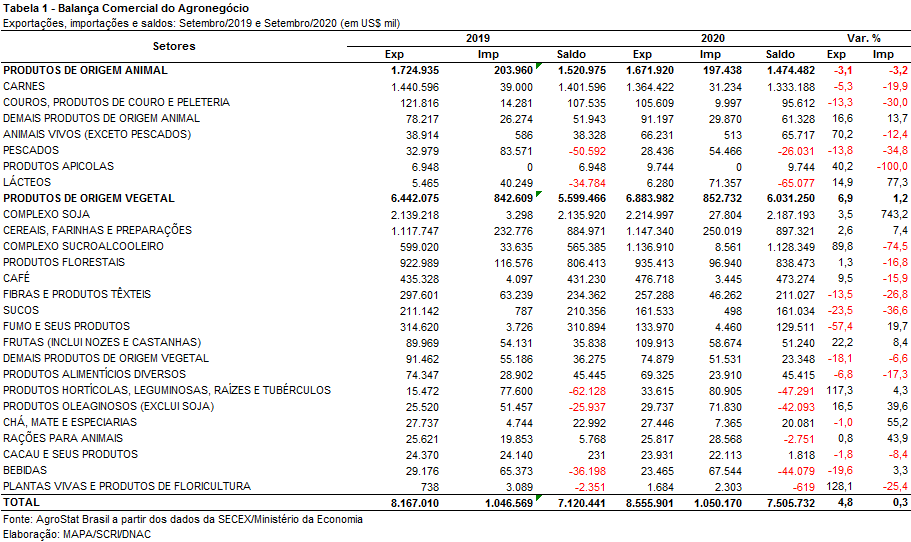 Tabela 1 - Balança Comercial do Agronegócio
Exportações, importações e saldos: Setembro/2019 e Setembro/2020 (em US$ mil)
Setores 2019 2020 Var. %
Exp Imp Saldo Exp Imp Saldo Exp Imp
PRODUTOS DE ORIGEM ANIMAL 1.724.935 203.960 1.520.975 1.671.920 197.438 1.474.482 -3,1 -3,2
CARNES 1.440.596 39.000 1.401.596 1.364.422 31.234 1.333.188 -5,3 -19,9
COUROS, PRODUTOS DE COURO E PELETERIA 121.816 14.281 107.535 105.609 9.997 95.612 -13,3 -30,0
DEMAIS PRODUTOS DE ORIGEM ANIMAL 78.217 26.274 51.943 91.197 29.870 61.328 16,6 13,7
ANIMAIS VIVOS (EXCETO PESCADOS) 38.914 586 38.328 66.231 513 65.717 70,2 -12,4
PESCADOS 32.979 83.571 -50.592 28.436 54.466 -26.031 -13,8 -34,8
PRODUTOS APICOLAS 6.948 0 6.948 9.744 0 9.744 40,2 -100,0
LÁCTEOS 5.465 40.249 -34.784 6.280 71.357 -65.077 14,9 77,3
PRODUTOS DE ORIGEM VEGETAL 6.442.075 842.609 5.599.466 6.883.982 852.732 6.031.250 6,9 1,2
COMPLEXO SOJA 2.139.218 3.298 2.135.920 2.214.997 27.804 2.187.193 3,5 743,2
CEREAIS, FARINHAS E PREPARAÇÕES 1.117.747 232.776 884.971 1.147.340 250.019 897.321 2,6 7,4
COMPLEXO SUCROALCOOLEIRO 599.020 33.635 565.385 1.136.910 8.561 1.128.349 89,8 -74,5
PRODUTOS FLORESTAIS 922.989 116.576 806.413 935.413 96.940 838.473 1,3 -16,8
CAFÉ 435.328 4.097 431.230 476.718 3.445 473.274 9,5 -15,9
FIBRAS E PRODUTOS TÊXTEIS 297.601 63.239 234.362 257.288 46.262 211.027 -13,5 -26,8
SUCOS 211.142 787 210.356 161.533 498 161.034 -23,5 -36,6
FUMO E SEUS PRODUTOS 314.620 3.726 310.894 133.970 4.460 129.511 -57,4 19,7
FRUTAS (INCLUI NOZES E CASTANHAS) 89.969 54.131 35.838 109.913 58.674 51.240 22,2 8,4
DEMAIS PRODUTOS DE ORIGEM VEGETAL 91.462 55.186 36.275 74.879 51.531 23.348 -18,1 -6,6
PRODUTOS ALIMENTÍCIOS DIVERSOS 74.347 28.902 45.445 69.325 23.910 45.415 -6,8 -17,3
PRODUTOS HORTÍCOLAS, LEGUMINOSAS, RAÍZES E TUBÉRCULOS 15.472 77.600 -62.128 33.615 80.905 -47.291 117,3 4,3
PRODUTOS OLEAGINOSOS (EXCLUI SOJA) 25.520 51.457 -25.937 29.737 71.830 -42.093 16,5 39,6
CHÁ, MATE E ESPECIARIAS 27.737 4.744 22.992 27.446 7.365 20.081 -1,0 55,2
RAÇÕES PARA ANIMAIS 25.621 19.853 5.768 25.817 28.568 -2.751 0,8 43,9
CACAU E SEUS PRODUTOS 24.370 24.140 231 23.931 22.113 1.818 -1,8 -8,4
BEBIDAS 29.176 65.373 -36.198 23.465 67.544 -44.079 -19,6 3,3
PLANTAS VIVAS E PRODUTOS DE FLORICULTURA 738 3.089 -2.351 1.684 2.303 -619 128,1 -25,4
TOTAL 8.167.010 1.046.569 7.120.441 8.555.901 1.050.170 7.505.732 4,8 0,3
Fonte: AgroStat Brasil a partir dos dados da SECEX/Ministério da Economia
Elaboração: MAPA/SCRI/DNAC